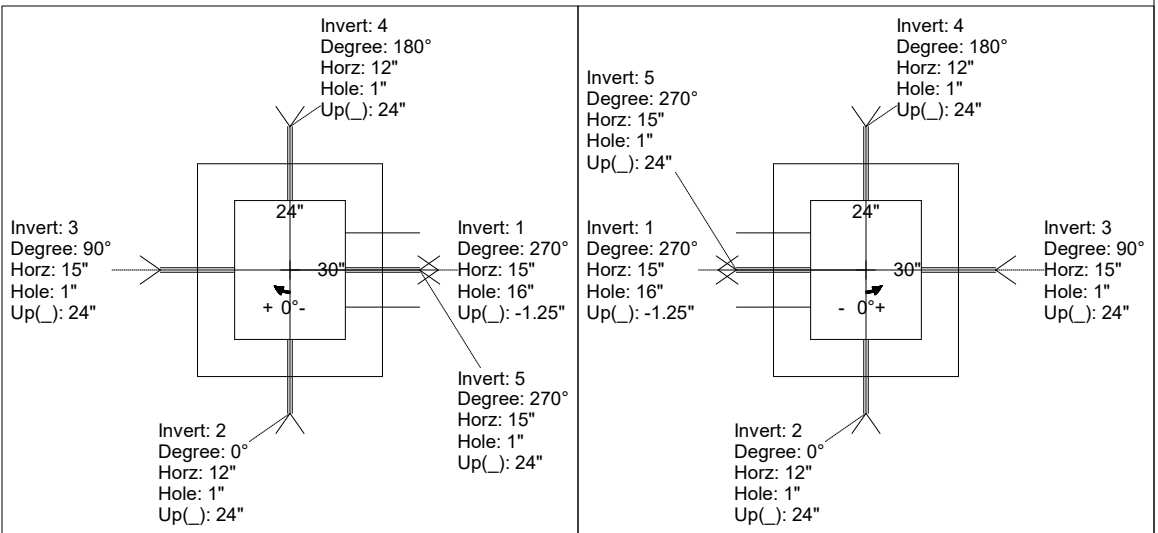 Invert: 4
Degree: 180°
Horz: 12"
Hole: 1"
Up(_): 24"
Invert: 3
Degree: 90°
Horz: 15"
Hole: 1"
Up(_): 24"
24"
30"
+ 0°-
Invert: 1
Degree: 270°
Horz: 15"
Hole: 16"
Up(_): -1.25"
Invert: 5
Degree: 270°
Horz: 15"
Hole: 1"
Up(_): 24"
Invert: 2
Degree: 0°
Horz: 12"
Hole: 1"
Up(_): 24"
Invert: 4
Degree: 180°
Horz: 12"
Hole: 1"
Up(_): 24"
Invert: 5
Degree: 270°
Horz: 15"
Hole: 1"
Up(_): 24"
Invert: 1
Degree: 270°
Horz: 15"
Hole: 16"
Up(_): -1.25"
24"
30"
- 0°+
Invert: 3
Degree: 90°
Horz: 15"
Hole: 1"
Up(_): 24"
Invert: 2
Degree: 0°
Horz: 12"
Hole: 1"
Up(_): 24"